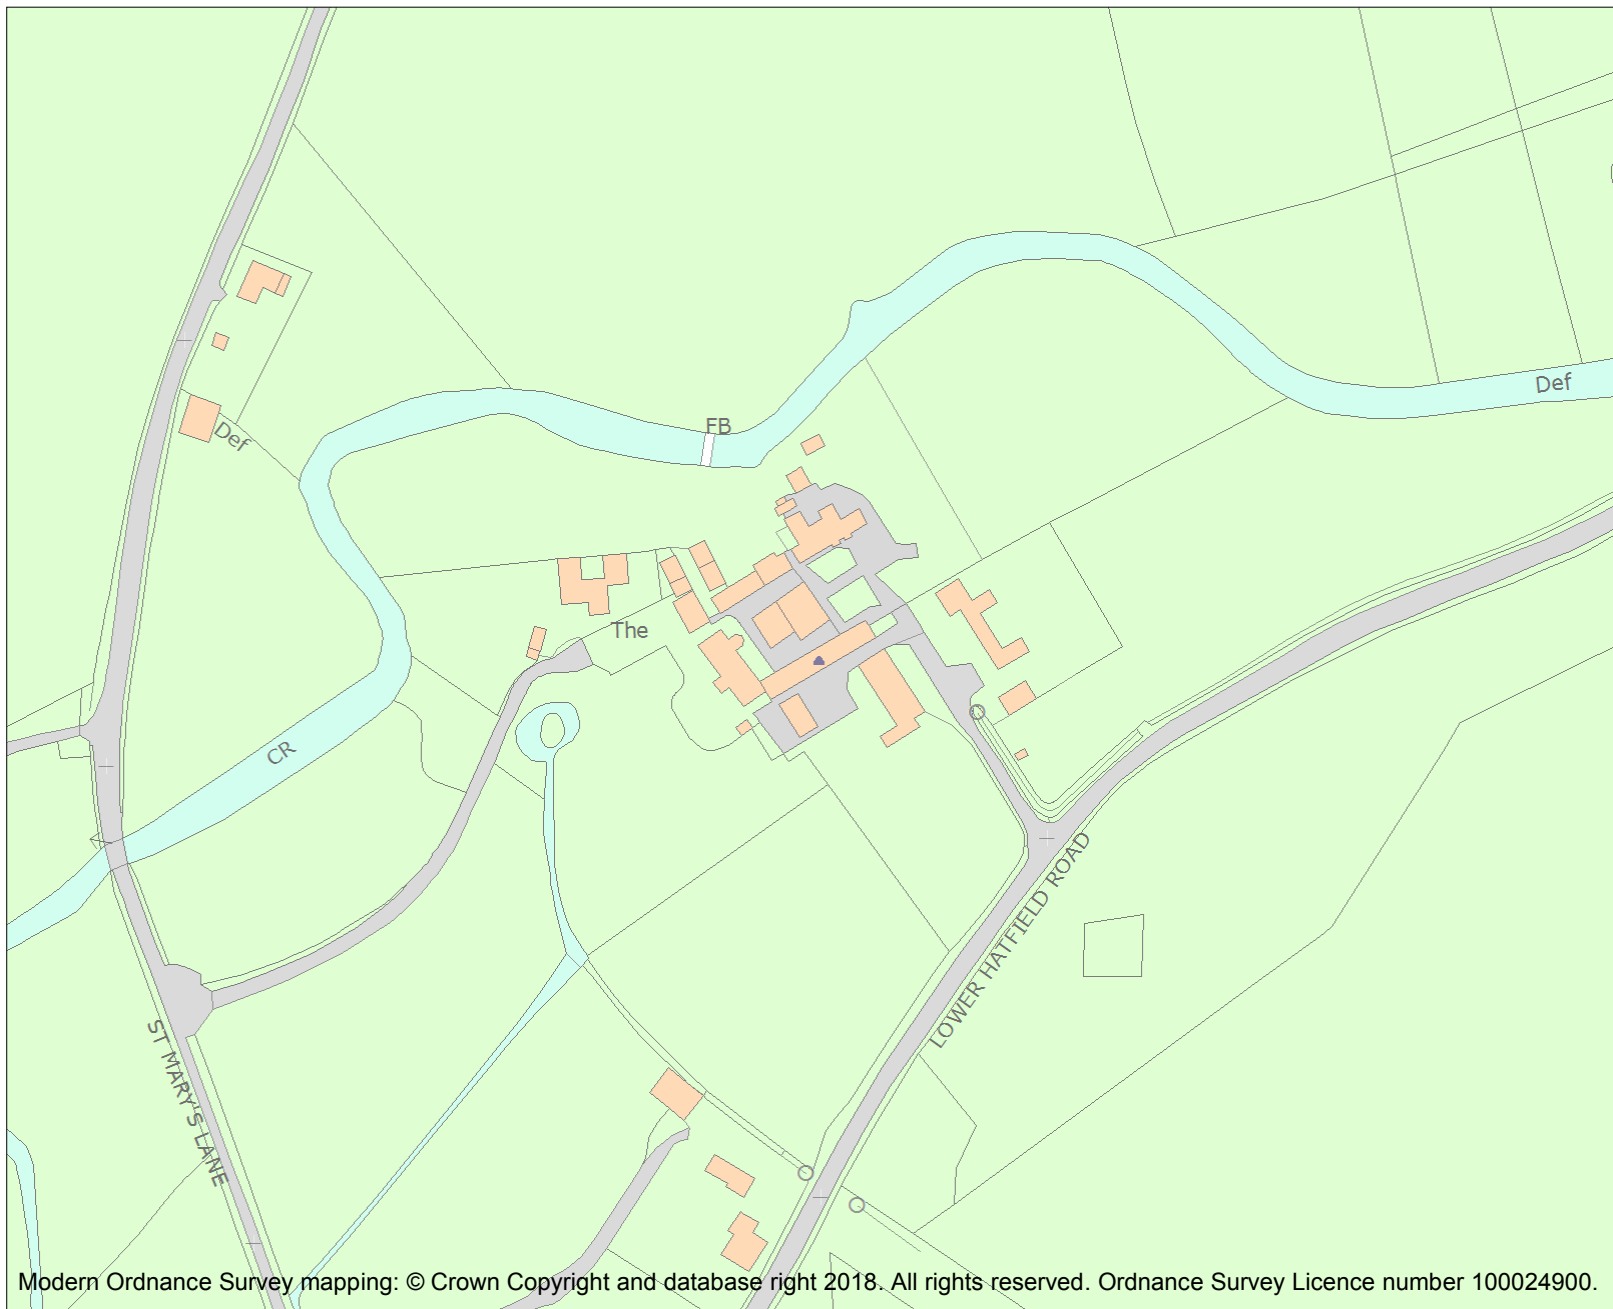 Def
FB
Def
The
CR
LOWER HATFIELD ROAD
ST MARY'S LANE
Modern Ordnance Survey mapping: © Crown Copyright and database right 2018. All rights reserved. Ordnance Survey Licence number 100024900.